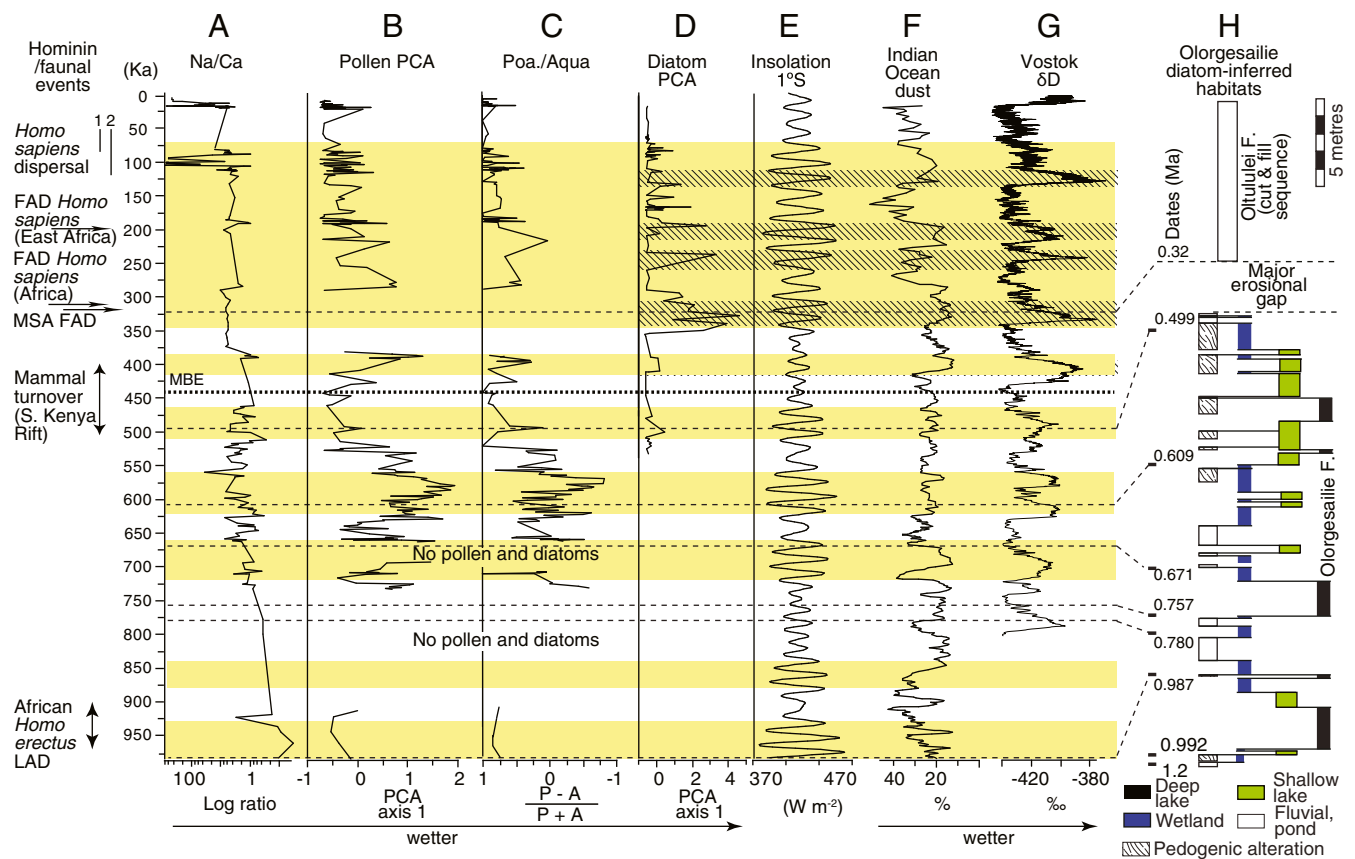 A B C D E F G H
Hominin
/faunal
events
(Ka)
Na/Ca
Pollen PCA
Poa./Aqua
Diatom
PCA
Insolation
1°S
Indian
Ocean
dust
Vostok
δD
Olorgesailie
diatom-inferred
habitats
0
50
100
150
200
250
300
350
400
450
500
550
600
650
700
750
800
850
900
950
1 2
Homo
sapiens
dispersal
FAD Homo
sapiens
(East Africa)
FAD Homo
sapiens
(Africa)
MSA FAD
Mammal
turnover
(S. Kenya
Rift)
African
Homo
erectus
LAD
MBE
No pollen and diatoms
No pollen and diatoms
Dates (Ma)
0.32
0.499
0.609
0.671
0.757
0.780
0.987
0.992
1.2
Oltululei F.
(cut & fill
sequence)
5 metres
Major
erosional
gap
Olorgesailie F.
100 1
-1 0 1 2
1 0 -1
0 2 4
370 470
40 20
-420 -380
Log ratio
PCA
axis 1
P - A
P + A
PCA
axis 1
(W m-2)
%
‰
wetter
wetter
Deep
lake
Shallow
lake
Wetland
Fluvial,
pond
Pedogenic alteration